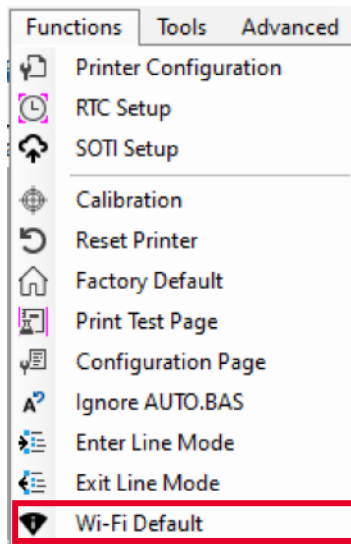 Functions Tools Advanced
Printer Configuration
RTC Setup
SOTI Setup
Calibration
Reset Printer
Factory Default
Print Test Page
Configuration Page
Ignore AUTO.BAS
Enter Line Mode
Exit Line Mode
Wi-Fi Default